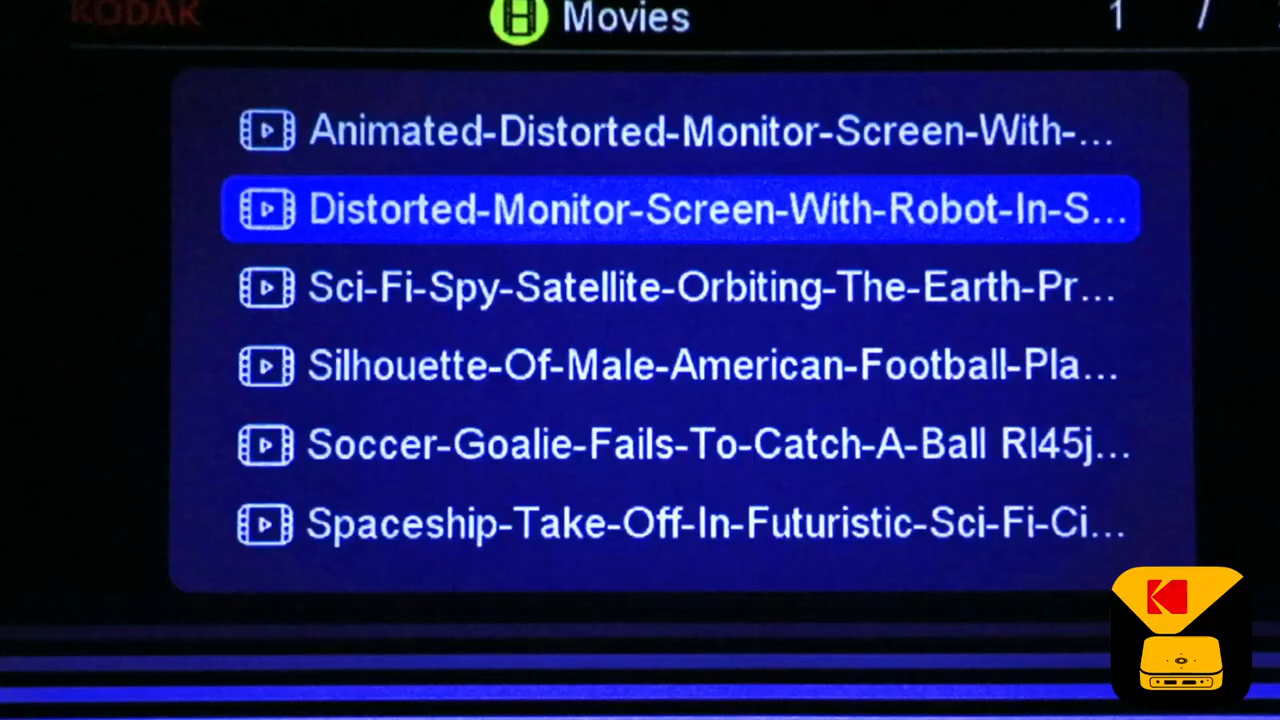 KODAK
Movies
1 /
Animated-Distorted-Monitor-Screen-With-...
Distorted-Monitor-Screen-With-Robot-In-S...
Sci-Fi-Spy-Satellite-Orbiting-The-Earth-Pr...
Silhouette-Of-Male-American-Football-Pla...
Soccer-Goalie-Fails-To-Catch-A-Ball Rl45j...
Spaceship-Take-Off-In-Futuristic-Sci-Fi-Ci...